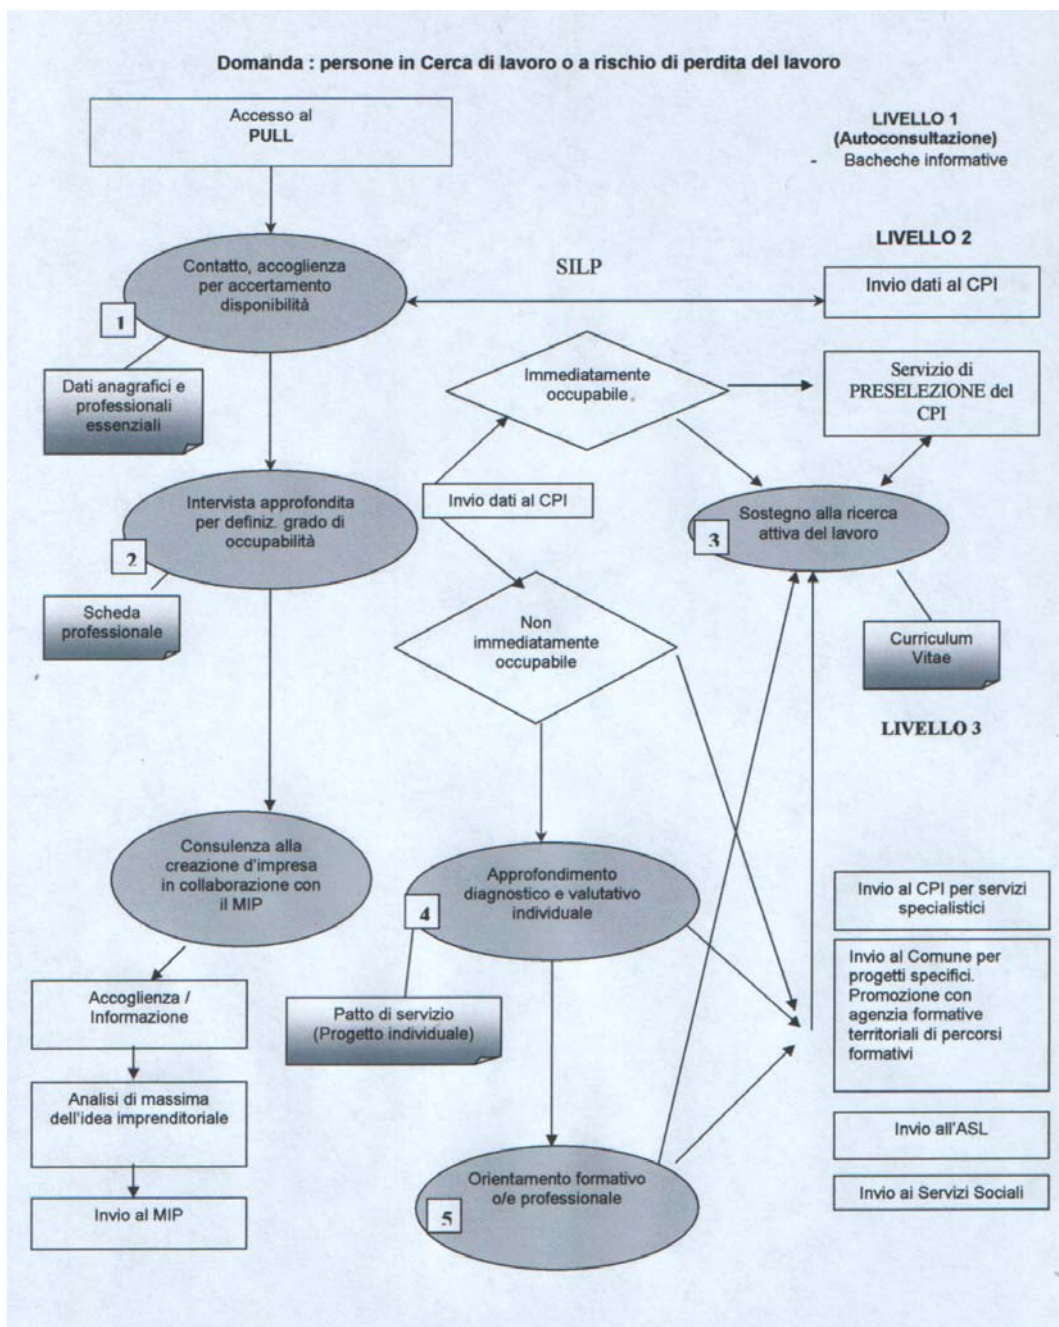 Domanda : persone in Cerca di lavoro o a rischio di perdita del lavoro
Accesso al
PULL
LIVELLO 1
(Autoconsultazione)
- Bacheche informative
LIVELLO 2
Contatto, accoglienza
per accertamento
disponibilità
1
SILP
Invio dati al CPI
Dati anagrafici e
professionali
essenziali
Immediatamente
occupabile
Servizio di
PRESELEZIONE del
CPI
Intervista approfondita
per definiz. grado di
occupabilità
2
Invio dati al CPI
Sostegno alla ricerca
attiva del lavoro
3
Scheda
professionale
Non
immediatamente
occupabile
Curriculum
Vitae
LIVELLO 3
Consulenza alla
creazione d'impresa
in collaborazione con
il MIP
Approfondimento
diagnostico e valutativo
individuale
4
Invio al CPI per servizi
specialistici
Invio al Comune per
progetti specifici.
Promozione con
agenzia formative
territoriali di percorsi
formativi
Accoglienza /
Informazione
Patto di servizio
(Progetto individuale)
Analisi di massima
dell'idea imprenditoriale
Invio all'ASL
Orientamento formativo
o/e professionale
5
Invio ai Servizi Sociali
Invio al MIP